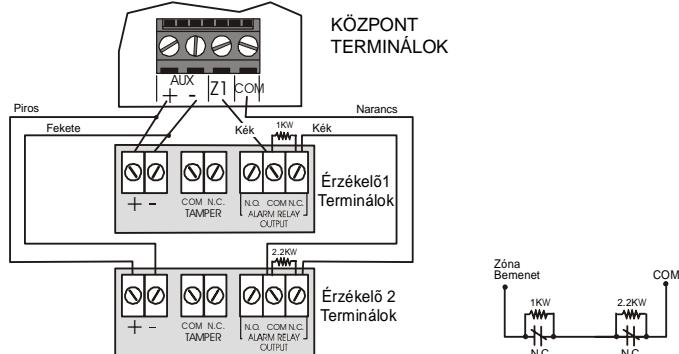 KÖZPONT
TERMINÁLOK
AUX
+ - Z1 COM
Piros
Narancs
Fekete
Kék
1KW
Kék
Érzékelő1
Terminálok
+ -
COM N.C.
TAMPER
N.O. COM N.C.
ALARM RELAY
OUTPUT
2.2KW
Érzékelő 2
Terminálok
+ -
COM N.C.
TAMPER
N.O. COM N.C.
ALARM RELAY
OUTPUT
Zóna
Bemenet
COM
1KW
2.2KW
N.C.
N.C.